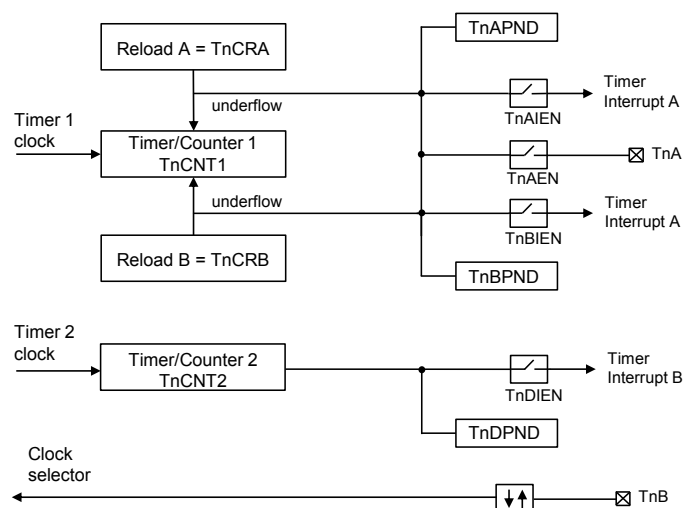 TnAPND
Reload A = TnCRA
underflow
TnAIEN
Timer
Interrupt A
Timer 1
clock
Timer/Counter 1
TnCNT1
TnAEN
TnA
underflow
TnBIEN
Timer
Interrupt A
Reload B = TnCRB
TnBPND
Timer 2
clock
Timer/Counter 2
TnCNT2
TnDIEN
Timer
Interrupt B
TnDPND
Clock
selector
TnB